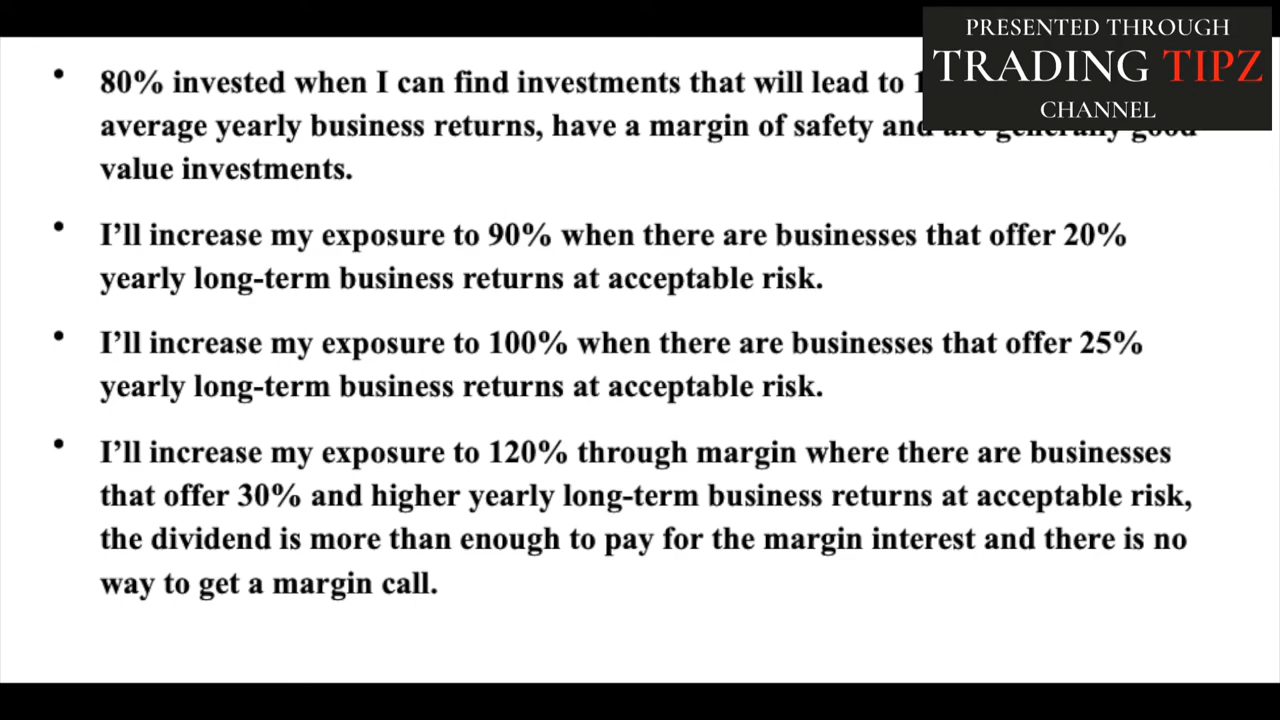 PRESENTED THROUGH
TRADING TIPZ
CHANNEL
• 80% invested when I can find investments that will lead to
average yearly business returns, have a margin of safety and are generally good
value investments.
• I’ll increase my exposure to 90% when there are businesses that offer 20%
yearly long-term business returns at acceptable risk.
• I’ll increase my exposure to 100% when there are businesses that offer 25%
yearly long-term business returns at acceptable risk.
• I’ll increase my exposure to 120% through margin where there are businesses
that offer 30% and higher yearly long-term business returns at acceptable risk,
the dividend is more than enough to pay for the margin interest and there is no
way to get a margin call.